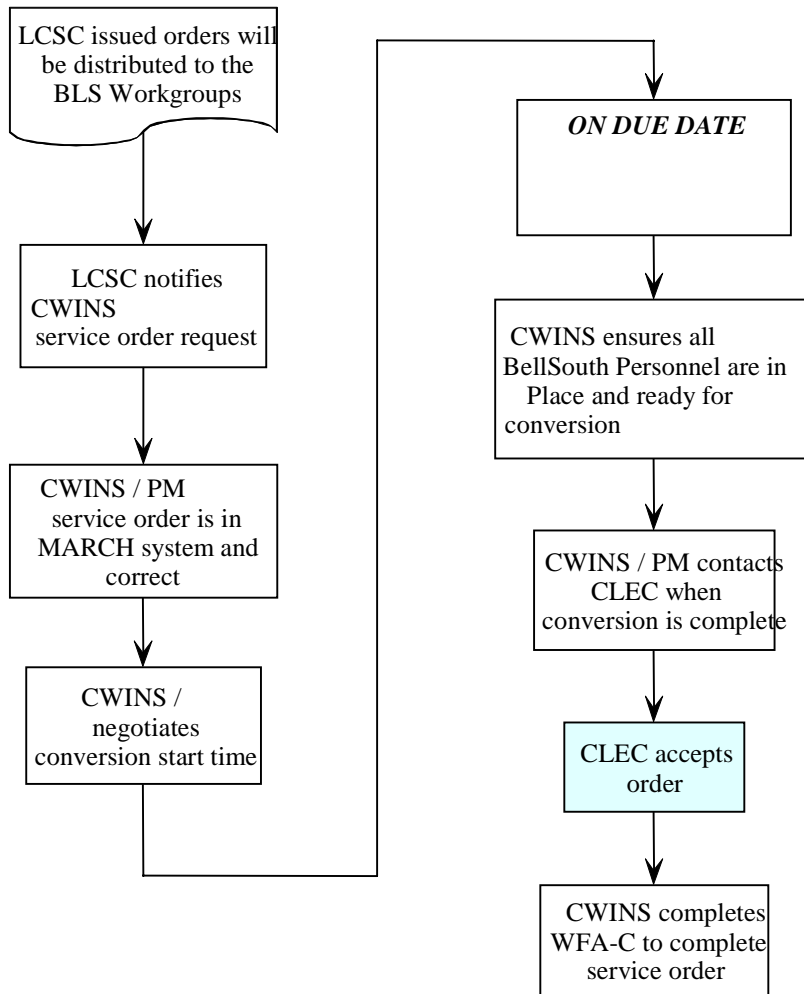 LCSC issued orders will
be distributed to the
BLS Workgroups
LCSC notifies
CWINS
service order request
CWINS / PM
service order is in
MARCH system and
correct
CWINS /
negotiates
conversion start time
ON DUE DATE
CWINS ensures all
BellSouth Personnel are in
Place and ready for
conversion
CWINS / PM contacts
CLEC when
conversion is complete
CLEC accepts
order
CWINS completes
WFA-C to complete
service order